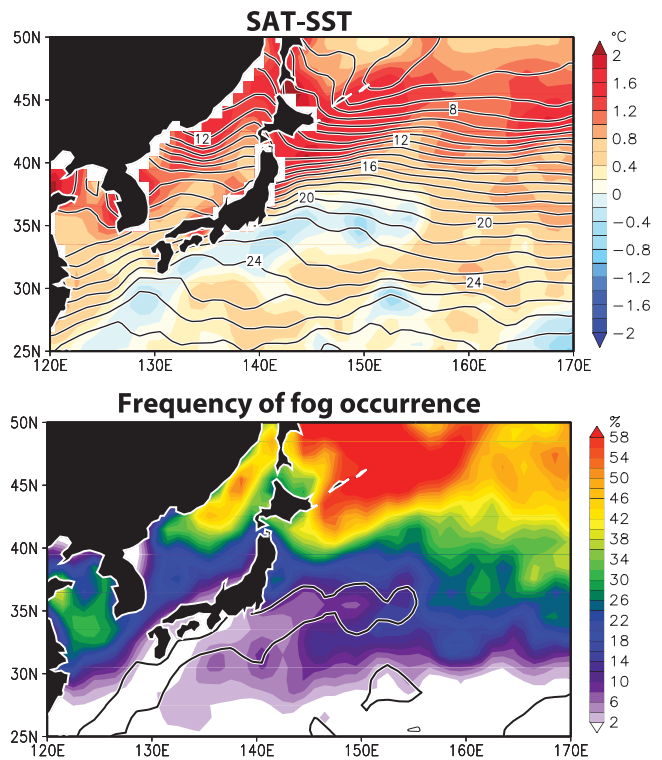 SAT-SST
50N
45N
40N
35N
30N
25N
120E
130E
140E
150E
160E
170E
8
12
12
16
20
20
24
24
°C
2
1.6
1.2
0.8
0.4
0
−0.4
−0.8
−1.2
−1.6
−2
Frequency of fog occurrence
50N
45N
40N
35N
30N
25N
120E
130E
140E
150E
160E
170E
%
58
54
50
46
42
38
34
30
26
22
18
14
10
6
2